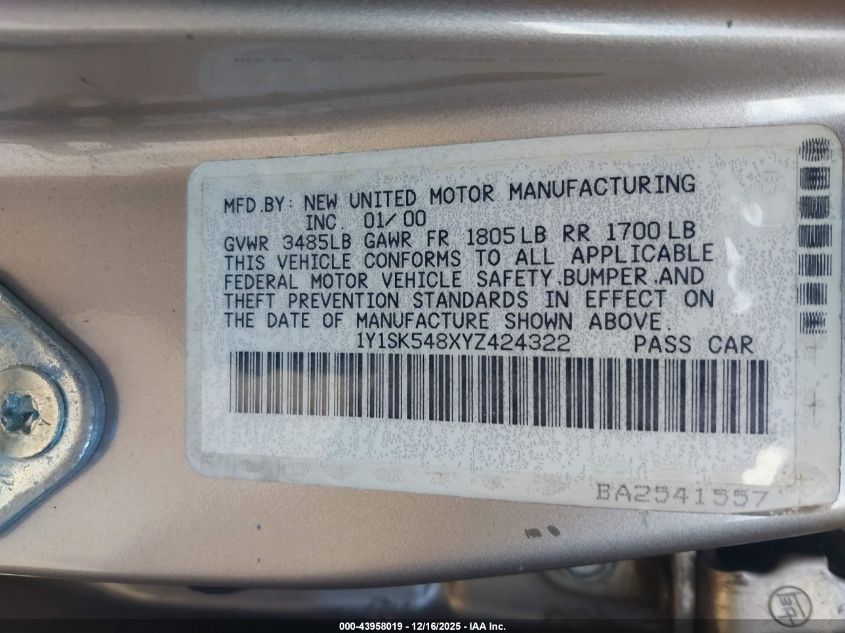 MFD.BY: NEW UNITED MOTOR MANUFACTURING
INC. 01/00
GVWR 3485LB GAWR FR 1805LB RR 1700LB
THIS VEHICLE CONFORMS TO ALL APPLICABLE
FEDERAL MOTOR VEHICLE SAFETY,BUMPER,AND
THEFT PREVENTION STANDARDS IN EFFECT ON
THE DATE OF MANUFACTURE SHOWN ABOVE.
1Y1SK548XYZ424322 PASS CAR
BA2541557
000-43958019 - 12/16/2025 - IAA Inc.